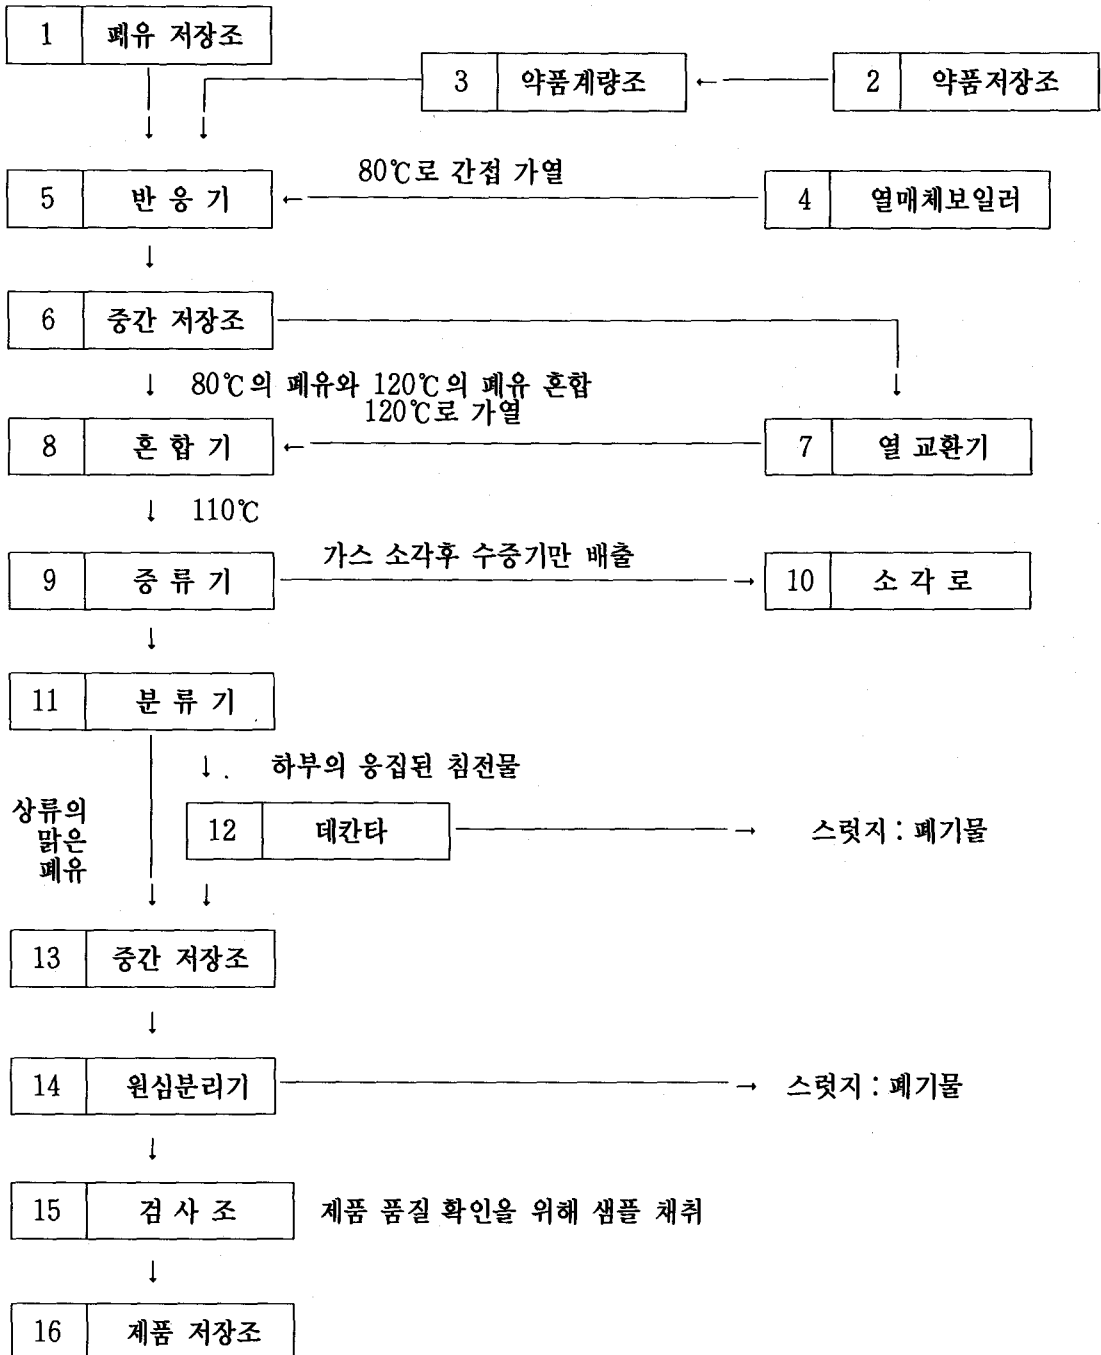 1 폐유 저장조
3 약품계량조 ← 2 약품저장조
↓ ↓
80℃로 간접 가열
5 반 응 기 ← 4 열매체보일러
↓
6 중간 저장조
↓ 80℃의 폐유와 120℃의 폐유 혼합 ↓
120℃로 가열
8 혼 합 기 ← 7 열 교환기
↓ 110℃
가스 소각후 수중기만 배출
9 증 류 기 → 10 소 각 로
↓
11 분 류 기
↓ 하부의 응집된 침전물
상류의
맑은
폐유
12 데칸타 → 스럿지 : 폐기물
↓ ↓
13 중간 저장조
↓
14 원심분리기 → 스럿지 : 폐기물
↓
15 검 사 조 제품 품질 확인을 위해 샘플 채취
↓
16 제품 저장조